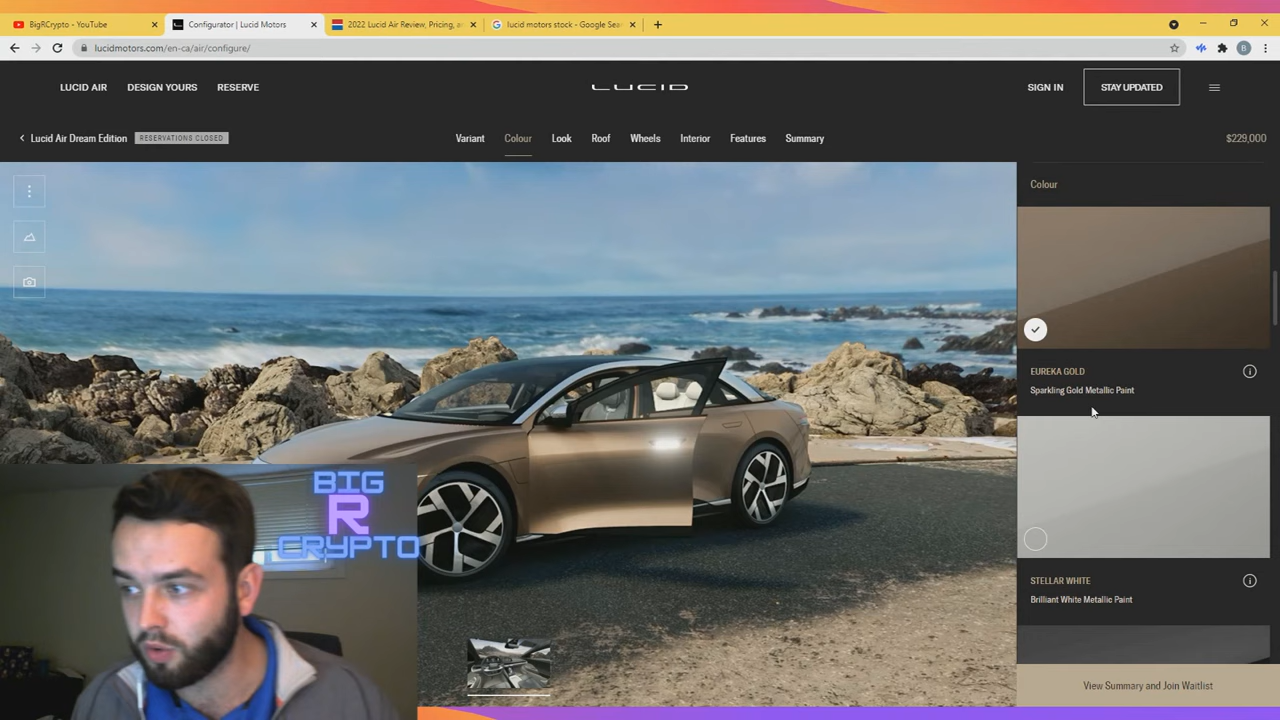 BigRCrypto - YouTube
Configurator | Lucid Motors
2022 Lucid Air Review, Pricing, a
lucid motors stock - Google Sea
lucidmotors.com/en-ca/air/configure/
B
LUCID AIR
DESIGN YOURS
RESERVE
LUCID
SIGN IN
STAY UPDATED
Lucid Air Dream Edition
RESERVATIONS CLOSED
Variant
Colour
Look
Roof
Wheels
Interior
Features
Summary
$229,000
Colour
EUREKA GOLD
Sparkling Gold Metallic Paint
STELLAR WHITE
Brilliant White Metallic Paint
View Summary and Join Waitlist
BIG
R
CRYPTO